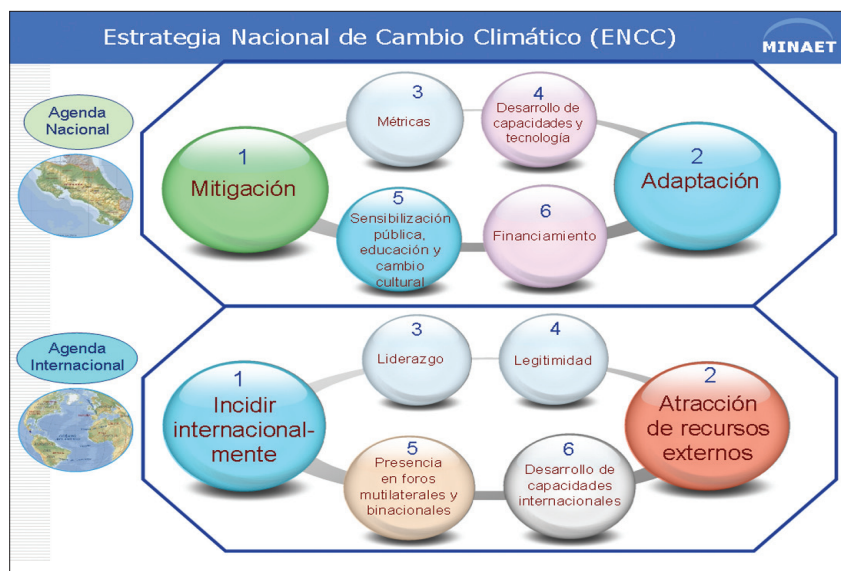 Estrategia Nacional de Cambio Climático (ENCC)
MINAET
Agenda
Nacional
1
Mitigación
3
Métricas
4
Desarrollo de
capacidades y
tecnología
2
Adaptación
5
Sensibilización
pública,
educación y
cambio
cultural
6
Financiamiento
Agenda
Internacional
1
Incidir
internacional-
mente
3
Liderazgo
4
Legitimidad
2
Atracción
de recursos
externos
5
Presencia
en foros
mutilaterales y
binacionales
6
Desarrollo de
capacidades
internacionales